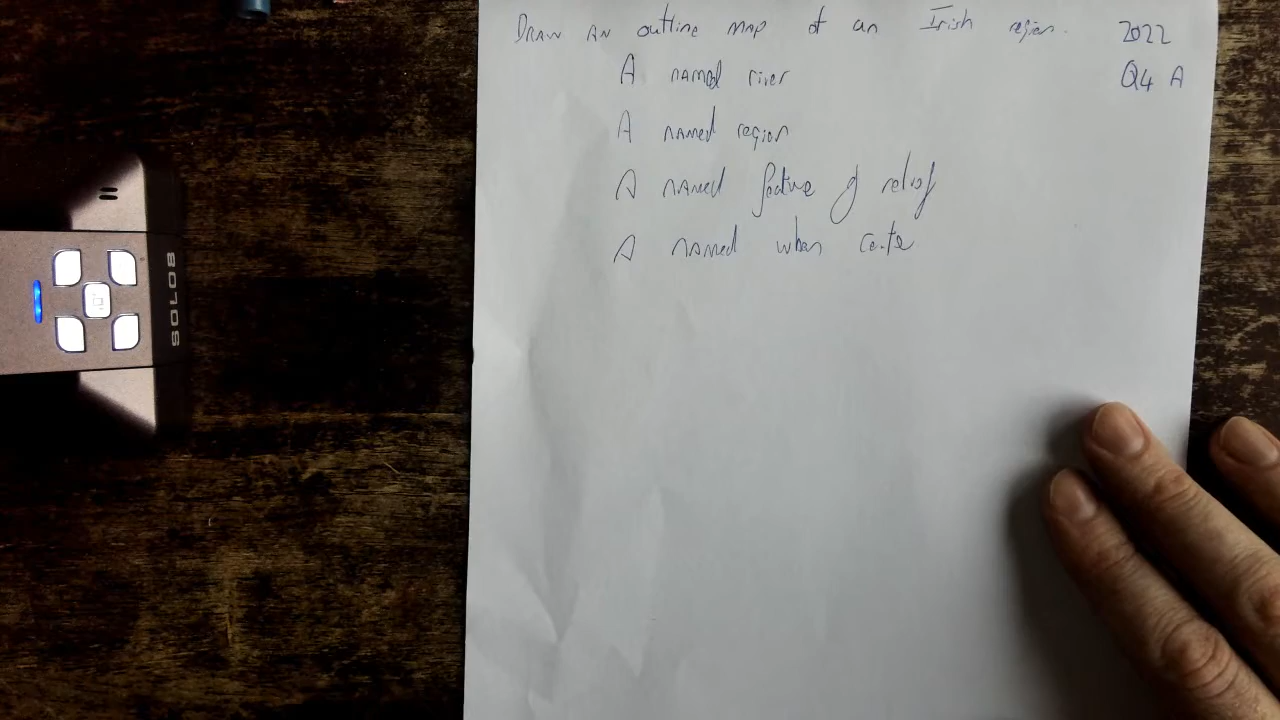 DRAW AN outline MAP of an Irish region. 2022
A NAMED river Q4 A
A NAMED region
A NAMED feature of relief
A NAMED urban centre
SOLO8